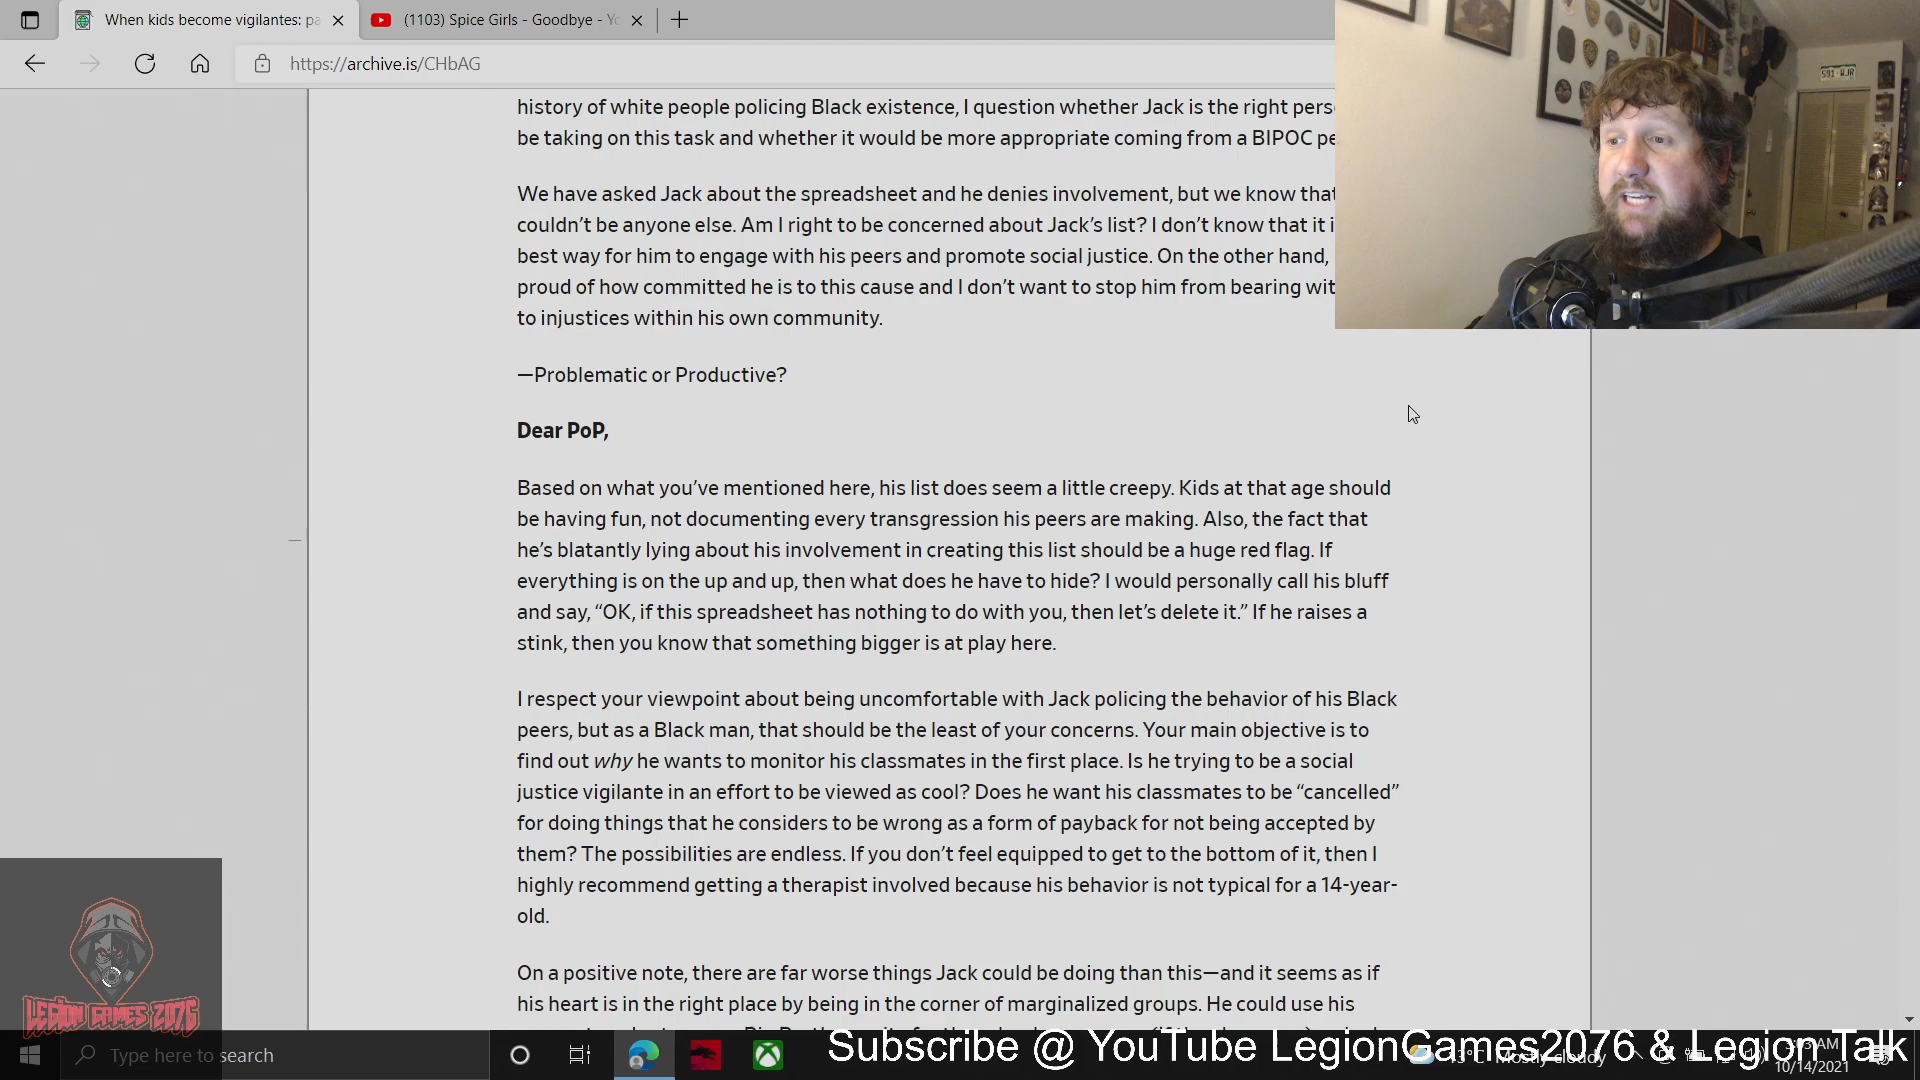 When kids become vigilantes: pa
(1103) Spice Girls - Goodbye - Yo
https://archive.is/CHbAG
history of white people policing Black existence, I question whether Jack is the right pers
be taking on this task and whether it would be more appropriate coming from a BIPOC pe
We have asked Jack about the spreadsheet and he denies involvement, but we know that
couldn't be anyone else. Am I right to be concerned about Jack's list? I don't know that it i
best way for him to engage with his peers and promote social justice. On the other hand,
proud of how committed he is to this cause and I don't want to stop him from bearing wit
to injustices within his own community.
—Problematic or Productive?
Dear PoP,
Based on what you've mentioned here, his list does seem a little creepy. Kids at that age should
be having fun, not documenting every transgression his peers are making. Also, the fact that
he's blatantly lying about his involvement in creating this list should be a huge red flag. If
everything is on the up and up, then what does he have to hide? I would personally call his bluff
and say, “OK, if this spreadsheet has nothing to do with you, then let's delete it.” If he raises a
stink, then you know that something bigger is at play here.
I respect your viewpoint about being uncomfortable with Jack policing the behavior of his Black
peers, but as a Black man, that should be the least of your concerns. Your main objective is to
find out why he wants to monitor his classmates in the first place. Is he trying to be a social
justice vigilante in an effort to be viewed as cool? Does he want his classmates to be “cancelled”
for doing things that he considers to be wrong as a form of payback for not being accepted by
them? The possibilities are endless. If you don't feel equipped to get to the bottom of it, then I
highly recommend getting a therapist involved because his behavior is not typical for a 14-year-
old.
On a positive note, there are far worse things Jack could be doing than this—and it seems as if
his heart is in the right place by being in the corner of marginalized groups. He could use his
LEGION GAMES 2076
Type here to search
Subscribe @ YouTube LegionGames2076 & Legion Talk
Mostly cloudy
3:03 AM
10/14/2021